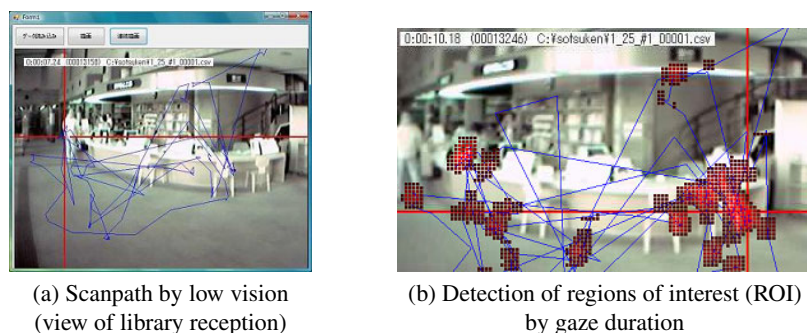 Form1
データ読み込み 描画 連続描画
0:00:07.24 (00013158) C:¥sotsuken¥1_25_#1_00001.csv
0:00:10.18 (00013246) C:¥sotsuken¥1_25_#1_00001.csv
(a) Scanpath by low vision
(view of library reception)
(b) Detection of regions of interest (ROI)
by gaze duration